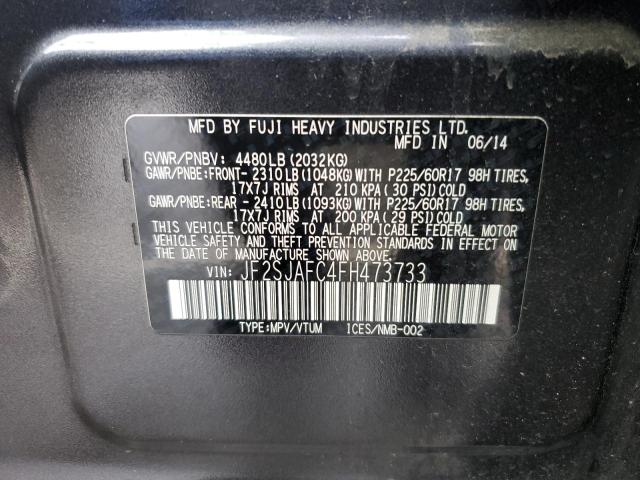 MFD BY FUJI HEAVY INDUSTRIES LTD.
MFD IN 06/14
GVWR/PNBV: 4480LB(2032KG)
GAWR/PNBE:FRONT- 2310LB(1048KG)WITH P225/60R17 98H TIRES,
17X7J RIMS AT 210 KPA(30 PSI)COLD
GAWR/PNBE:REAR - 2410LB(1093KG)WITH P225/60R17 98H TIRES,
17X7J RIMS AT 200 KPA(29 PSI)COLD
THIS VEHICLE CONFORMS TO ALL APPLICABLE FEDERAL MOTOR
VEHICLE SAFETY AND THEFT PREVENTION STANDARDS IN EFFECT ON
THE DATE OF MANUFACTURE SHOWN ABOVE.
VIN: JF2SJAFC4FH473733
TYPE:MPV/VTUM ICES/NMB-002